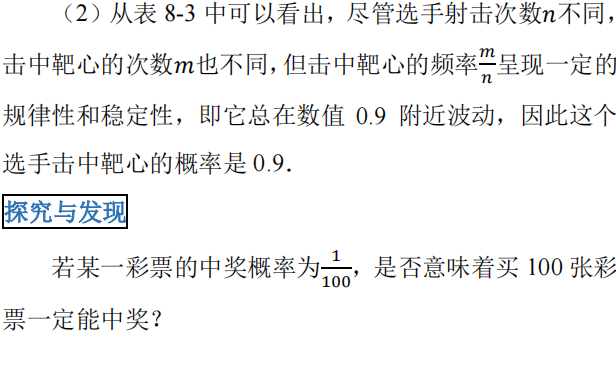 （2）从表 8-3 中可以看出，尽管选手射击次数n不同，
击中靶心的次数m也不同，但击中靶心的频率m/n呈现一定的
规律性和稳定性，即它总在数值 0.9 附近波动，因此这个
选手击中靶心的概率是 0.9．
探究与发现
若某一彩票的中奖概率为1/100，是否意味着买 100 张彩
票一定能中奖？